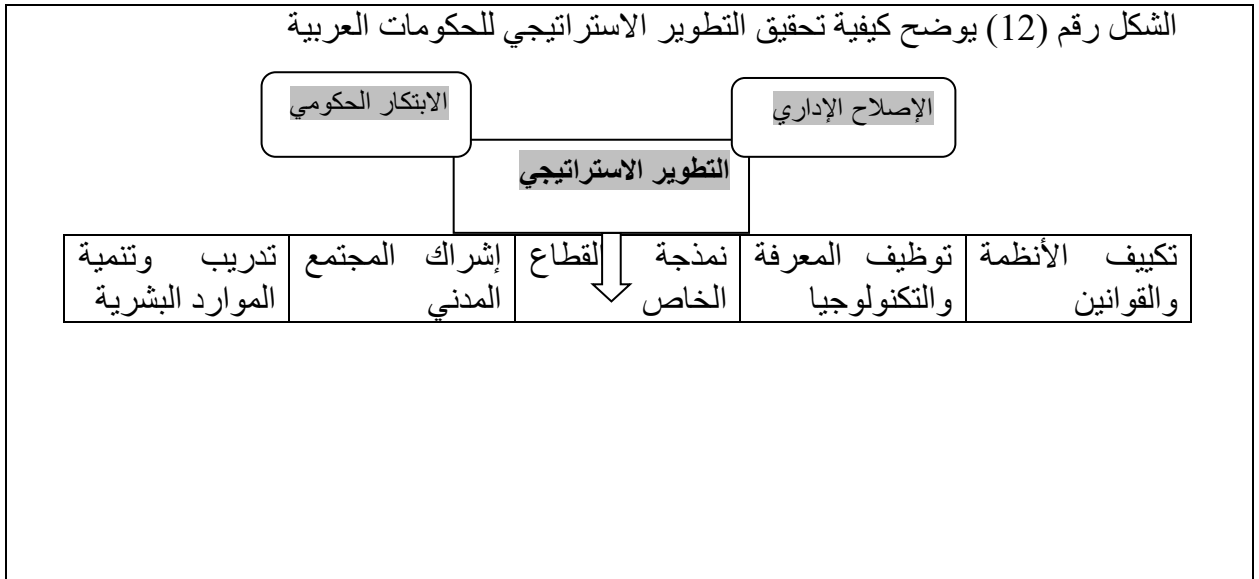 الشكل رقم (12) يوضح كيفية تحقيق التطوير الاستراتيجي للحكومات العربية
الإصلاح الإداري
الابتكار الحكومي
التطوير الاستراتيجي
تكييف الأنظمة
والقوانين
توظيف المعرفة
والتكنولوجيا
نمذجة القطاع
الخاص
إشراك المجتمع
المدني
تدريب وتنمية
الموارد البشرية